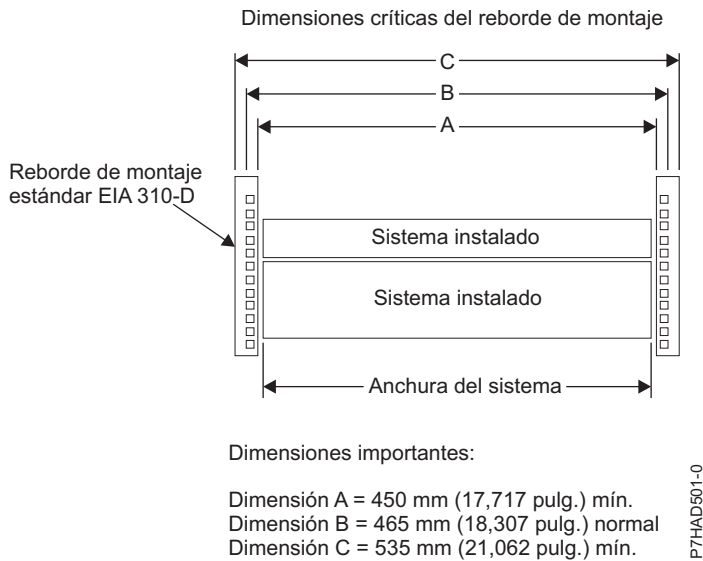 Dimensiones críticas del reborde de montaje
C
B
A
Reborde de montaje
estándar EIA 310-D
Sistema instalado
Sistema instalado
Anchura del sistema
Dimensiones importantes:
Dimensión A = 450 mm (17,717 pulg.) mín.
Dimensión B = 465 mm (18,307 pulg.) normal
Dimensión C = 535 mm (21,062 pulg.) mín.
P7HAD501-0